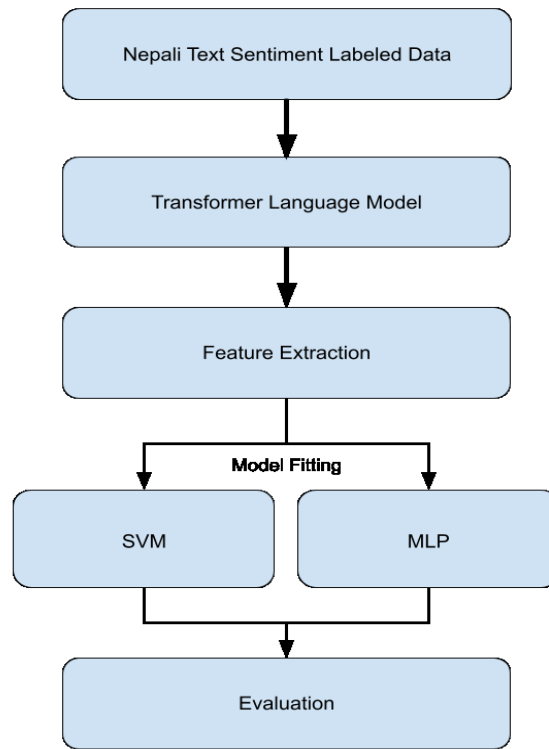 Nepali Text Sentiment Labeled Data
Transformer Language Model
Feature Extraction
Model Fitting
SVM
MLP
Evaluation